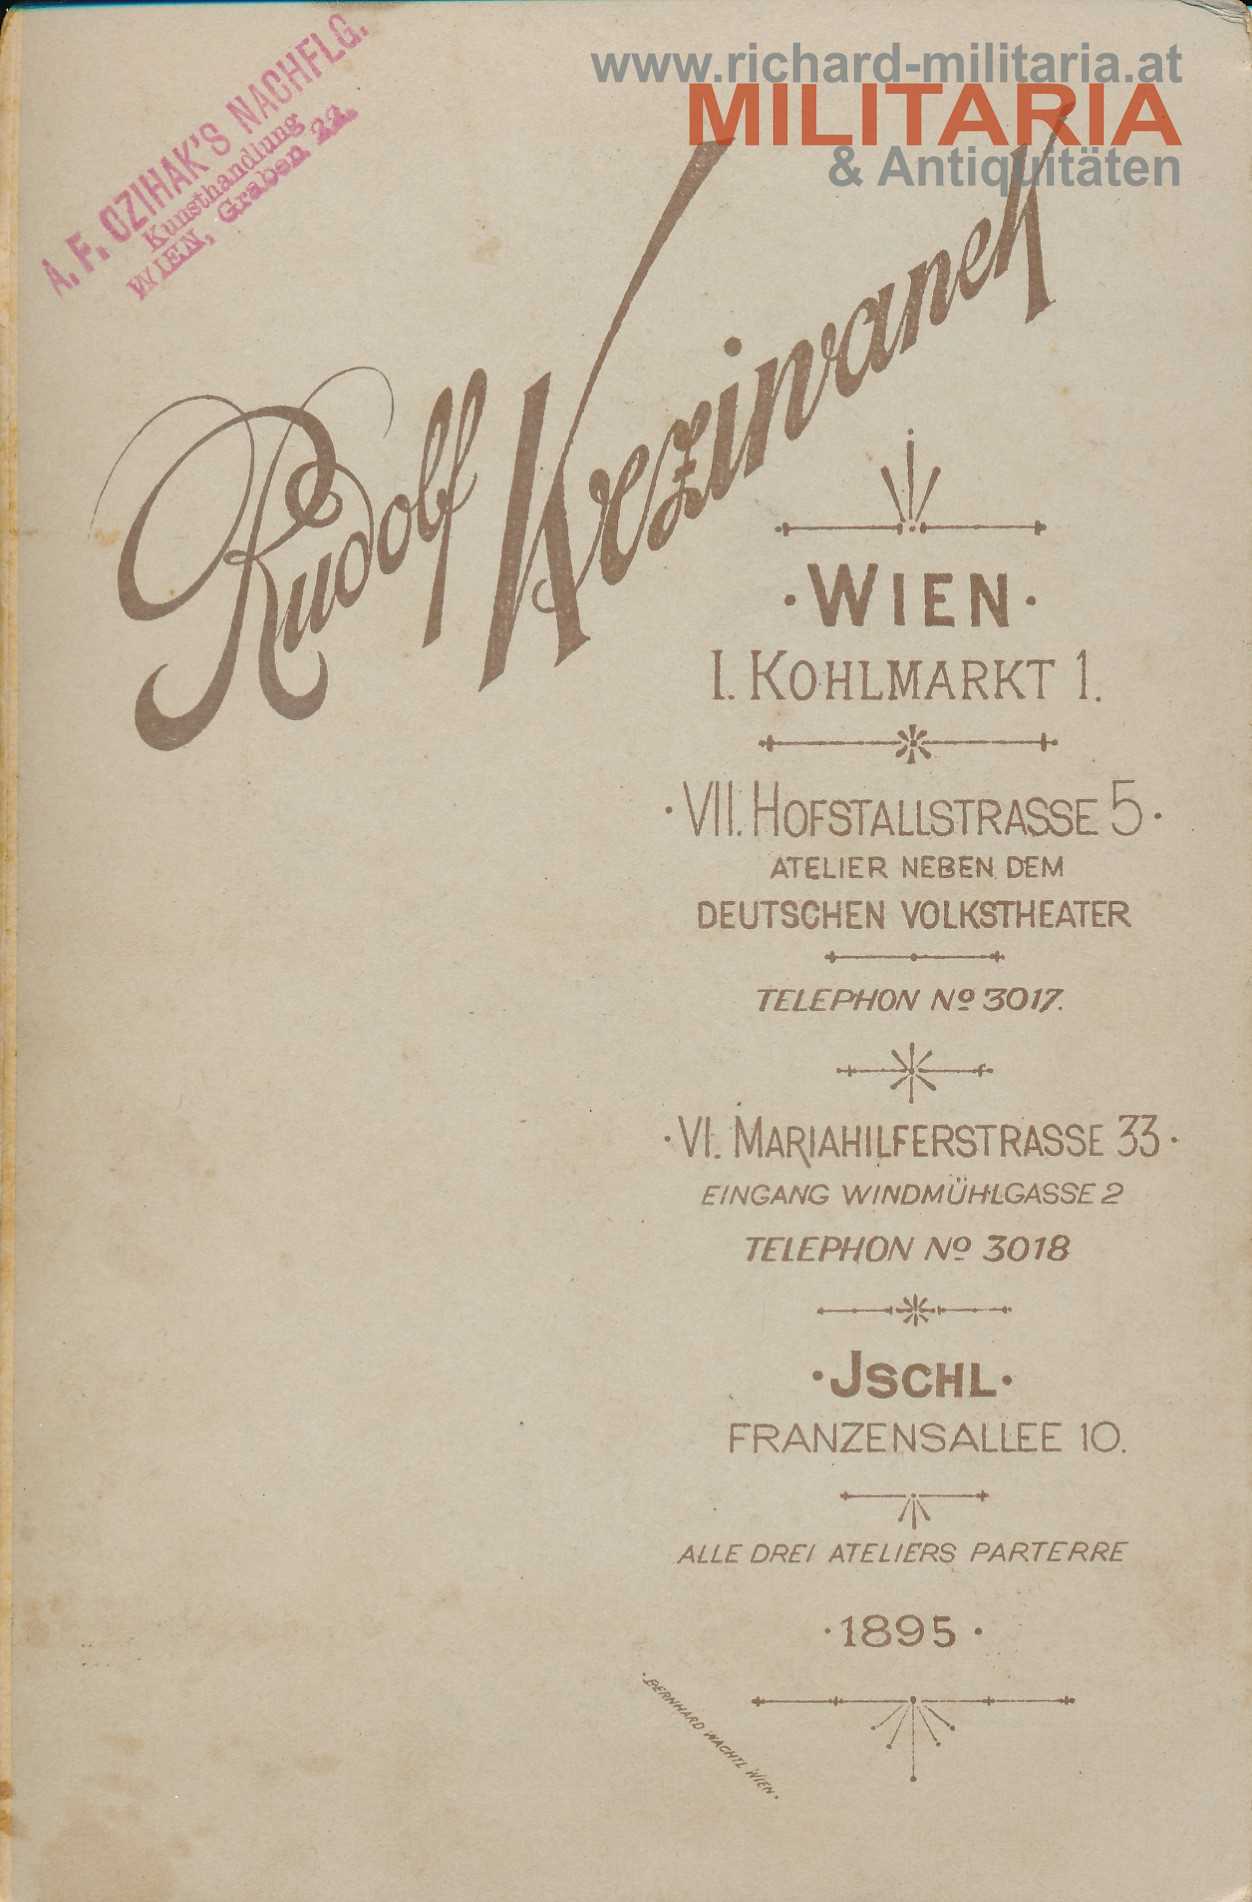 www.richard-militaria.at
MILITARIA
& Antiquitäten
A. F. CZIHAK'S NACHFLG.
Kunsthandlung
WIEN, Graben 22.
Rudolf Krziwanek
· WIEN ·
I. KOHLMARKT 1.
· VII. HOFSTALLSTRASSE 5 ·
ATELIER NEBEN DEM
DEUTSCHEN VOLKSTHEATER
TELEPHON No 3017.
· VI. MARIAHILFERSTRASSE 33 ·
EINGANG WINDMÜHLGASSE 2
TELEPHON No 3018
· JSCHL ·
FRANZENSALLEE 10.
ALLE DREI ATELIERS PARTERRE
· 1895 ·
· BERNHARD WACHTL WIEN ·